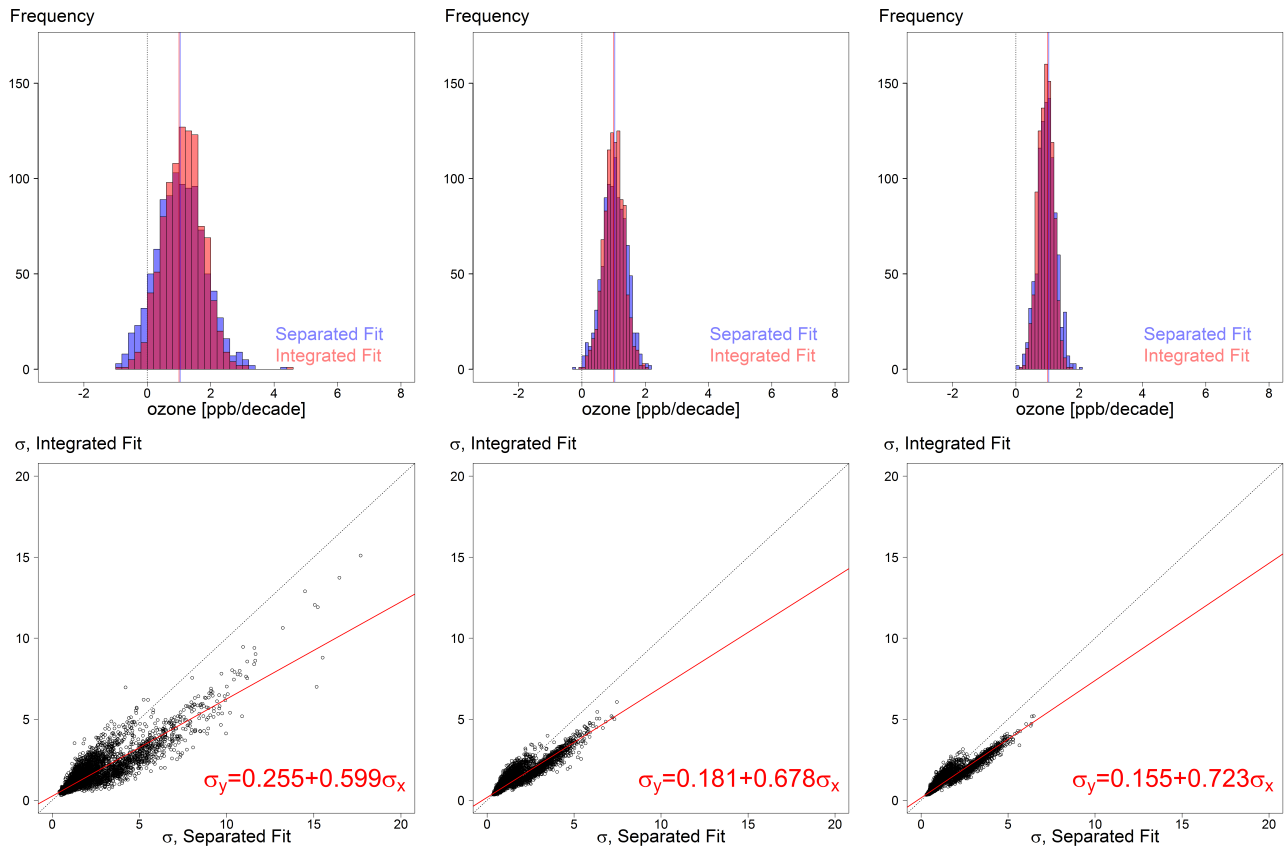 Frequency
150
100
50
0
Separated Fit
Integrated Fit
-2 0 2 4 6 8
ozone [ppb/decade]
Frequency
150
100
50
0
Separated Fit
Integrated Fit
-2 0 2 4 6 8
ozone [ppb/decade]
Frequency
150
100
50
0
Separated Fit
Integrated Fit
-2 0 2 4 6 8
ozone [ppb/decade]
σ, Integrated Fit
20
15
10
5
0
σy=0.255+0.599σx
0 5 10 15 20
σ, Separated Fit
σ, Integrated Fit
20
15
10
5
0
σy=0.181+0.678σx
0 5 10 15 20
σ, Separated Fit
σ, Integrated Fit
20
15
10
5
0
σy=0.155+0.723σx
0 5 10 15 20
σ, Separated Fit